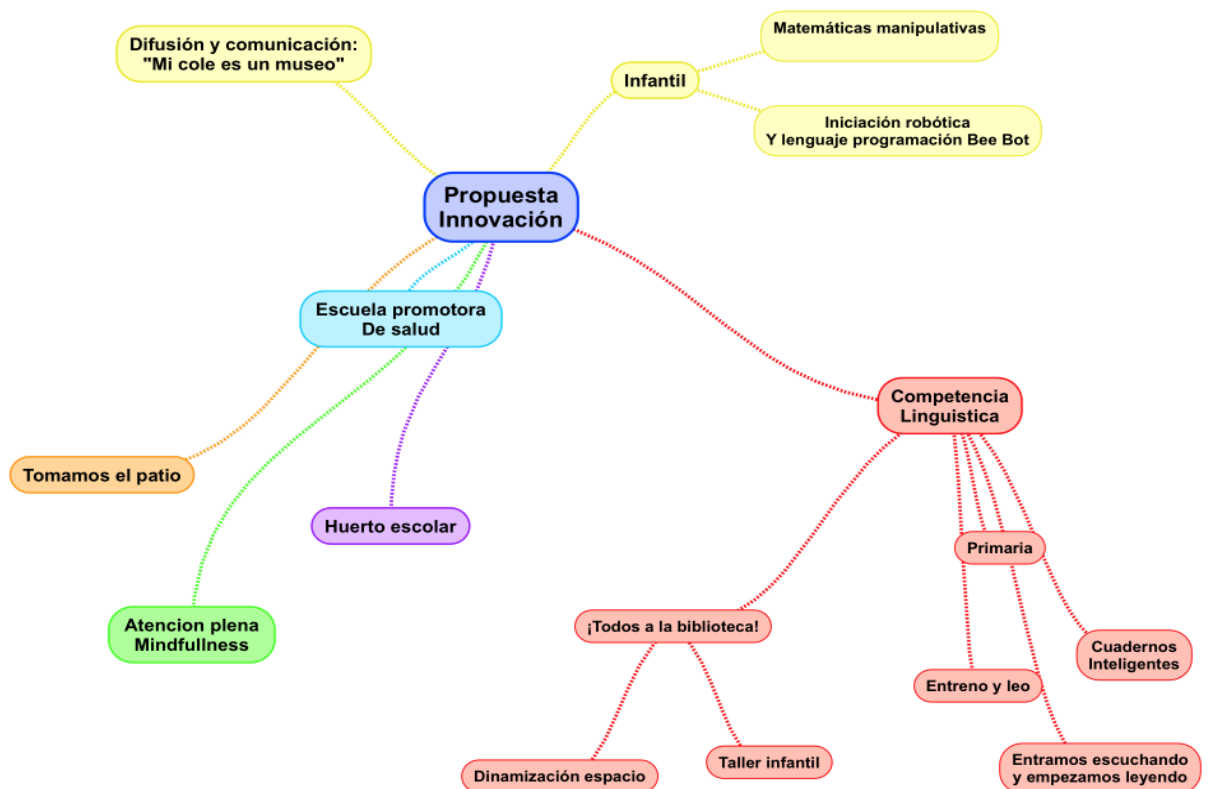 Difusión y comunicación:
"Mi cole es un museo"
Matemáticas manipulativas
Infantil
Iniciación robótica
Y lenguaje programación Bee Bot
Propuesta
Innovación
Escuela promotora
De salud
Competencia
Linguistica
Tomamos el patio
Huerto escolar
Primaria
Atencion plena
Mindfullness
¡Todos a la biblioteca!
Cuadernos
Inteligentes
Entreno y leo
Dinamización espacio
Taller infantil
Entramos escuchando
y empezamos leyendo